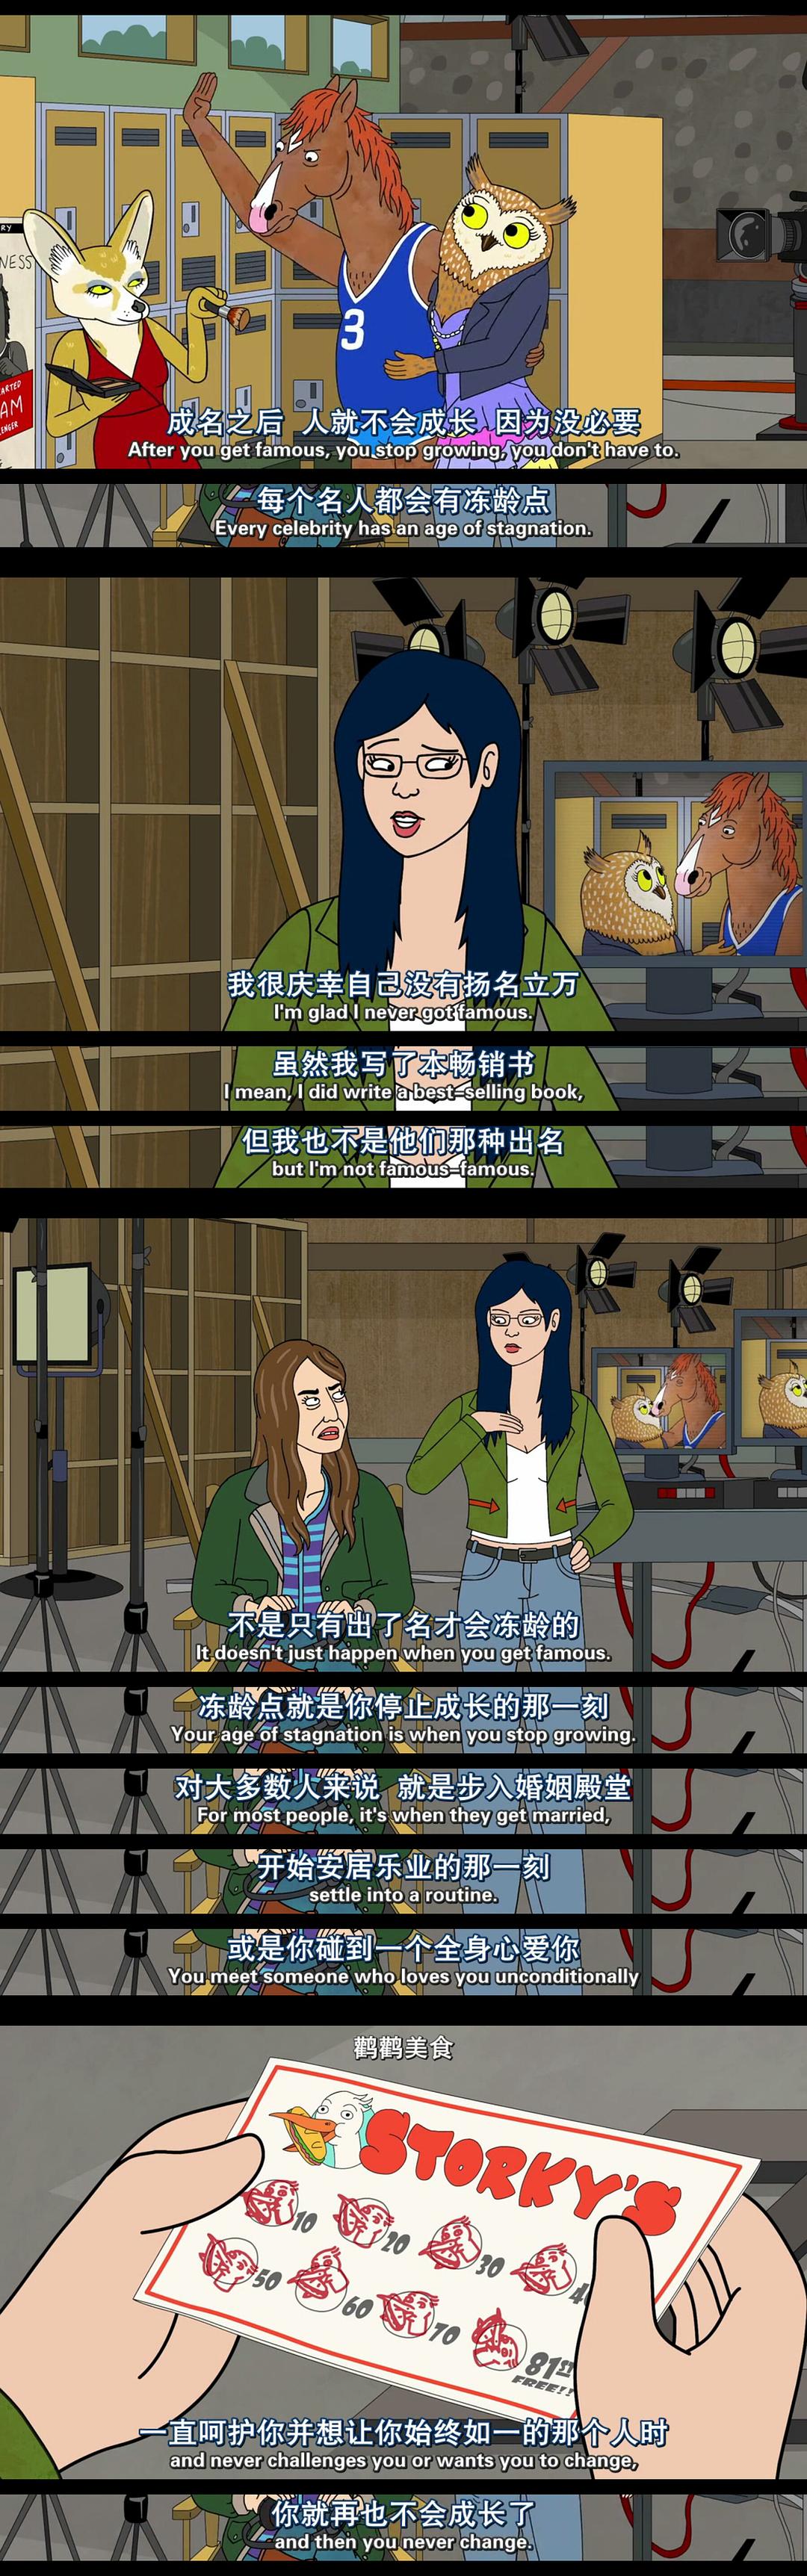 RY
NESS
ARTED
AM
LENGER
3
成名之后 人就不会成长 因为没必要
After you get famous, you stop growing, you don't have to.
每个名人都会有冻龄点
Every celebrity has an age of stagnation.
我很庆幸自己没有扬名立万
I'm glad I never got famous.
虽然我写了本畅销书
I mean, I did write a best-selling book,
但我也不是他们那种出名
but I'm not famous-famous.
不是只有出了名才会冻龄的
It doesn't just happen when you get famous.
冻龄点就是你停止成长的那一刻
Your age of stagnation is when you stop growing.
对大多数人来说 就是步入婚姻殿堂
For most people, it's when they get married,
开始安居乐业的那一刻
settle into a routine.
或是你碰到一个全身心爱你
You meet someone who loves you unconditionally
鹳鹳美食
STORKY'S
10 20 30 4
50 60 70 81st
FREE!!
一直呵护你并想让你始终如一的那个人时
and never challenges you or wants you to change,
你就再也不会成长了
and then you never change.